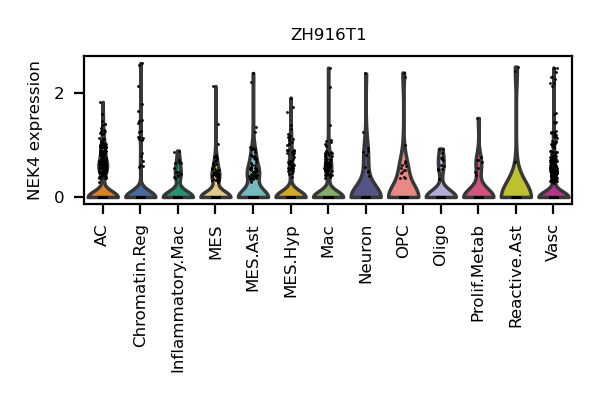 ZH916T1
NEK4 expression
2
0
AC
Chromatin.Reg
Inflammatory.Mac
MES
MES.Ast
MES.Hyp
Mac
Neuron
OPC
Oligo
Prolif.Metab
Reactive.Ast
Vasc